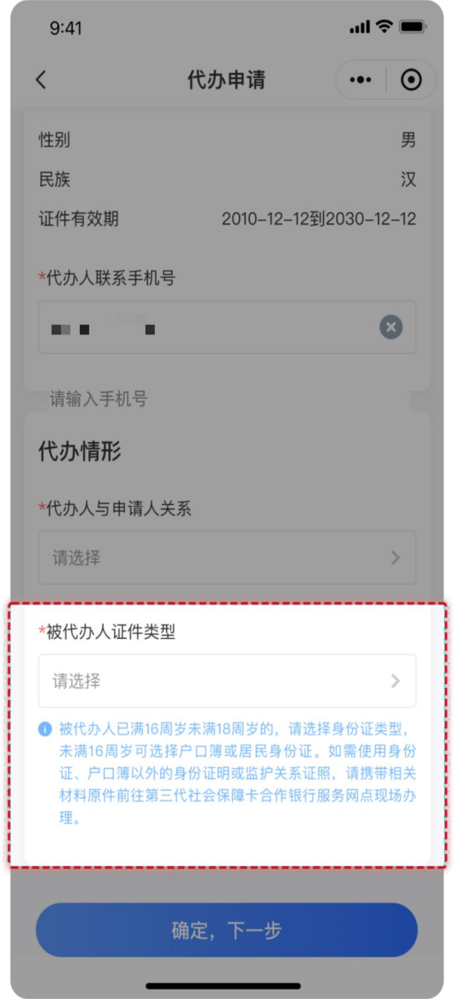 9:41
代办申请
性别 男
民族 汉
证件有效期 2010-12-12到2030-12-12
*代办人联系手机号
请输入手机号
代办情形
*代办人与申请人关系
请选择
*被代办人证件类型
请选择
被代办人已满16周岁未满18周岁的，请选择身份证类型，
未满16周岁可选择户口簿或居民身份证。如需使用身份
证、户口簿以外的身份证明或监护关系证照，请携带相关
材料原件前往第三代社会保障卡合作银行服务网点现场办
理。
确定，下一步